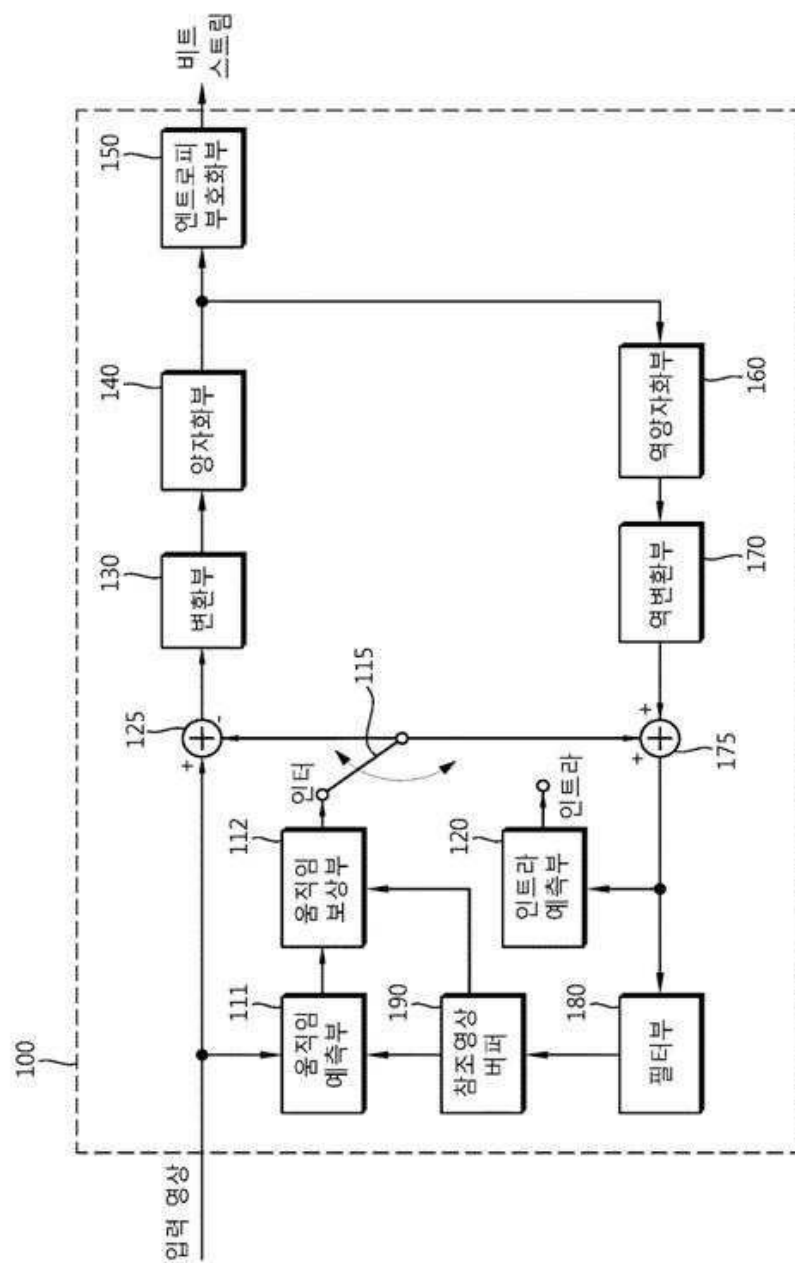 100
입력 영상
125
+
-
130
변환부
140
양자화부
150
엔트로피
부호화부
비트
스트림
111
움직임
예측부
112
움직임
보상부
인터
115
190
참조영상
버퍼
120
인트라
예측부
인트라
180
필터부
+
+
175
170
역변환부
160
역양자화부